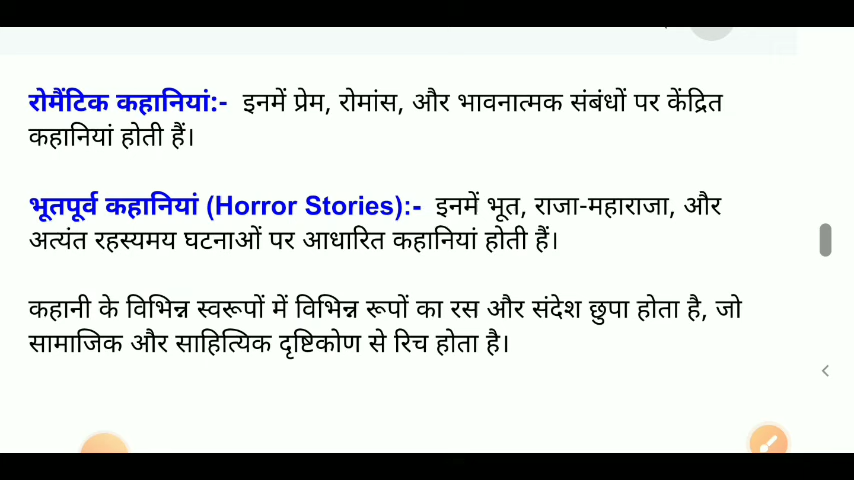 रोमैंटिक कहानियां:- इनमें प्रेम, रोमांस, और भावनात्मक संबंधों पर केंद्रित
कहानियां होती हैं।
भूतपूर्व कहानियां (Horror Stories):- इनमें भूत, राजा-महाराजा, और
अत्यंत रहस्यमय घटनाओं पर आधारित कहानियां होती हैं।
कहानी के विभिन्न स्वरूपों में विभिन्न रूपों का रस और संदेश छुपा होता है, जो
सामाजिक और साहित्यिक दृष्टिकोण से रिच होता है।